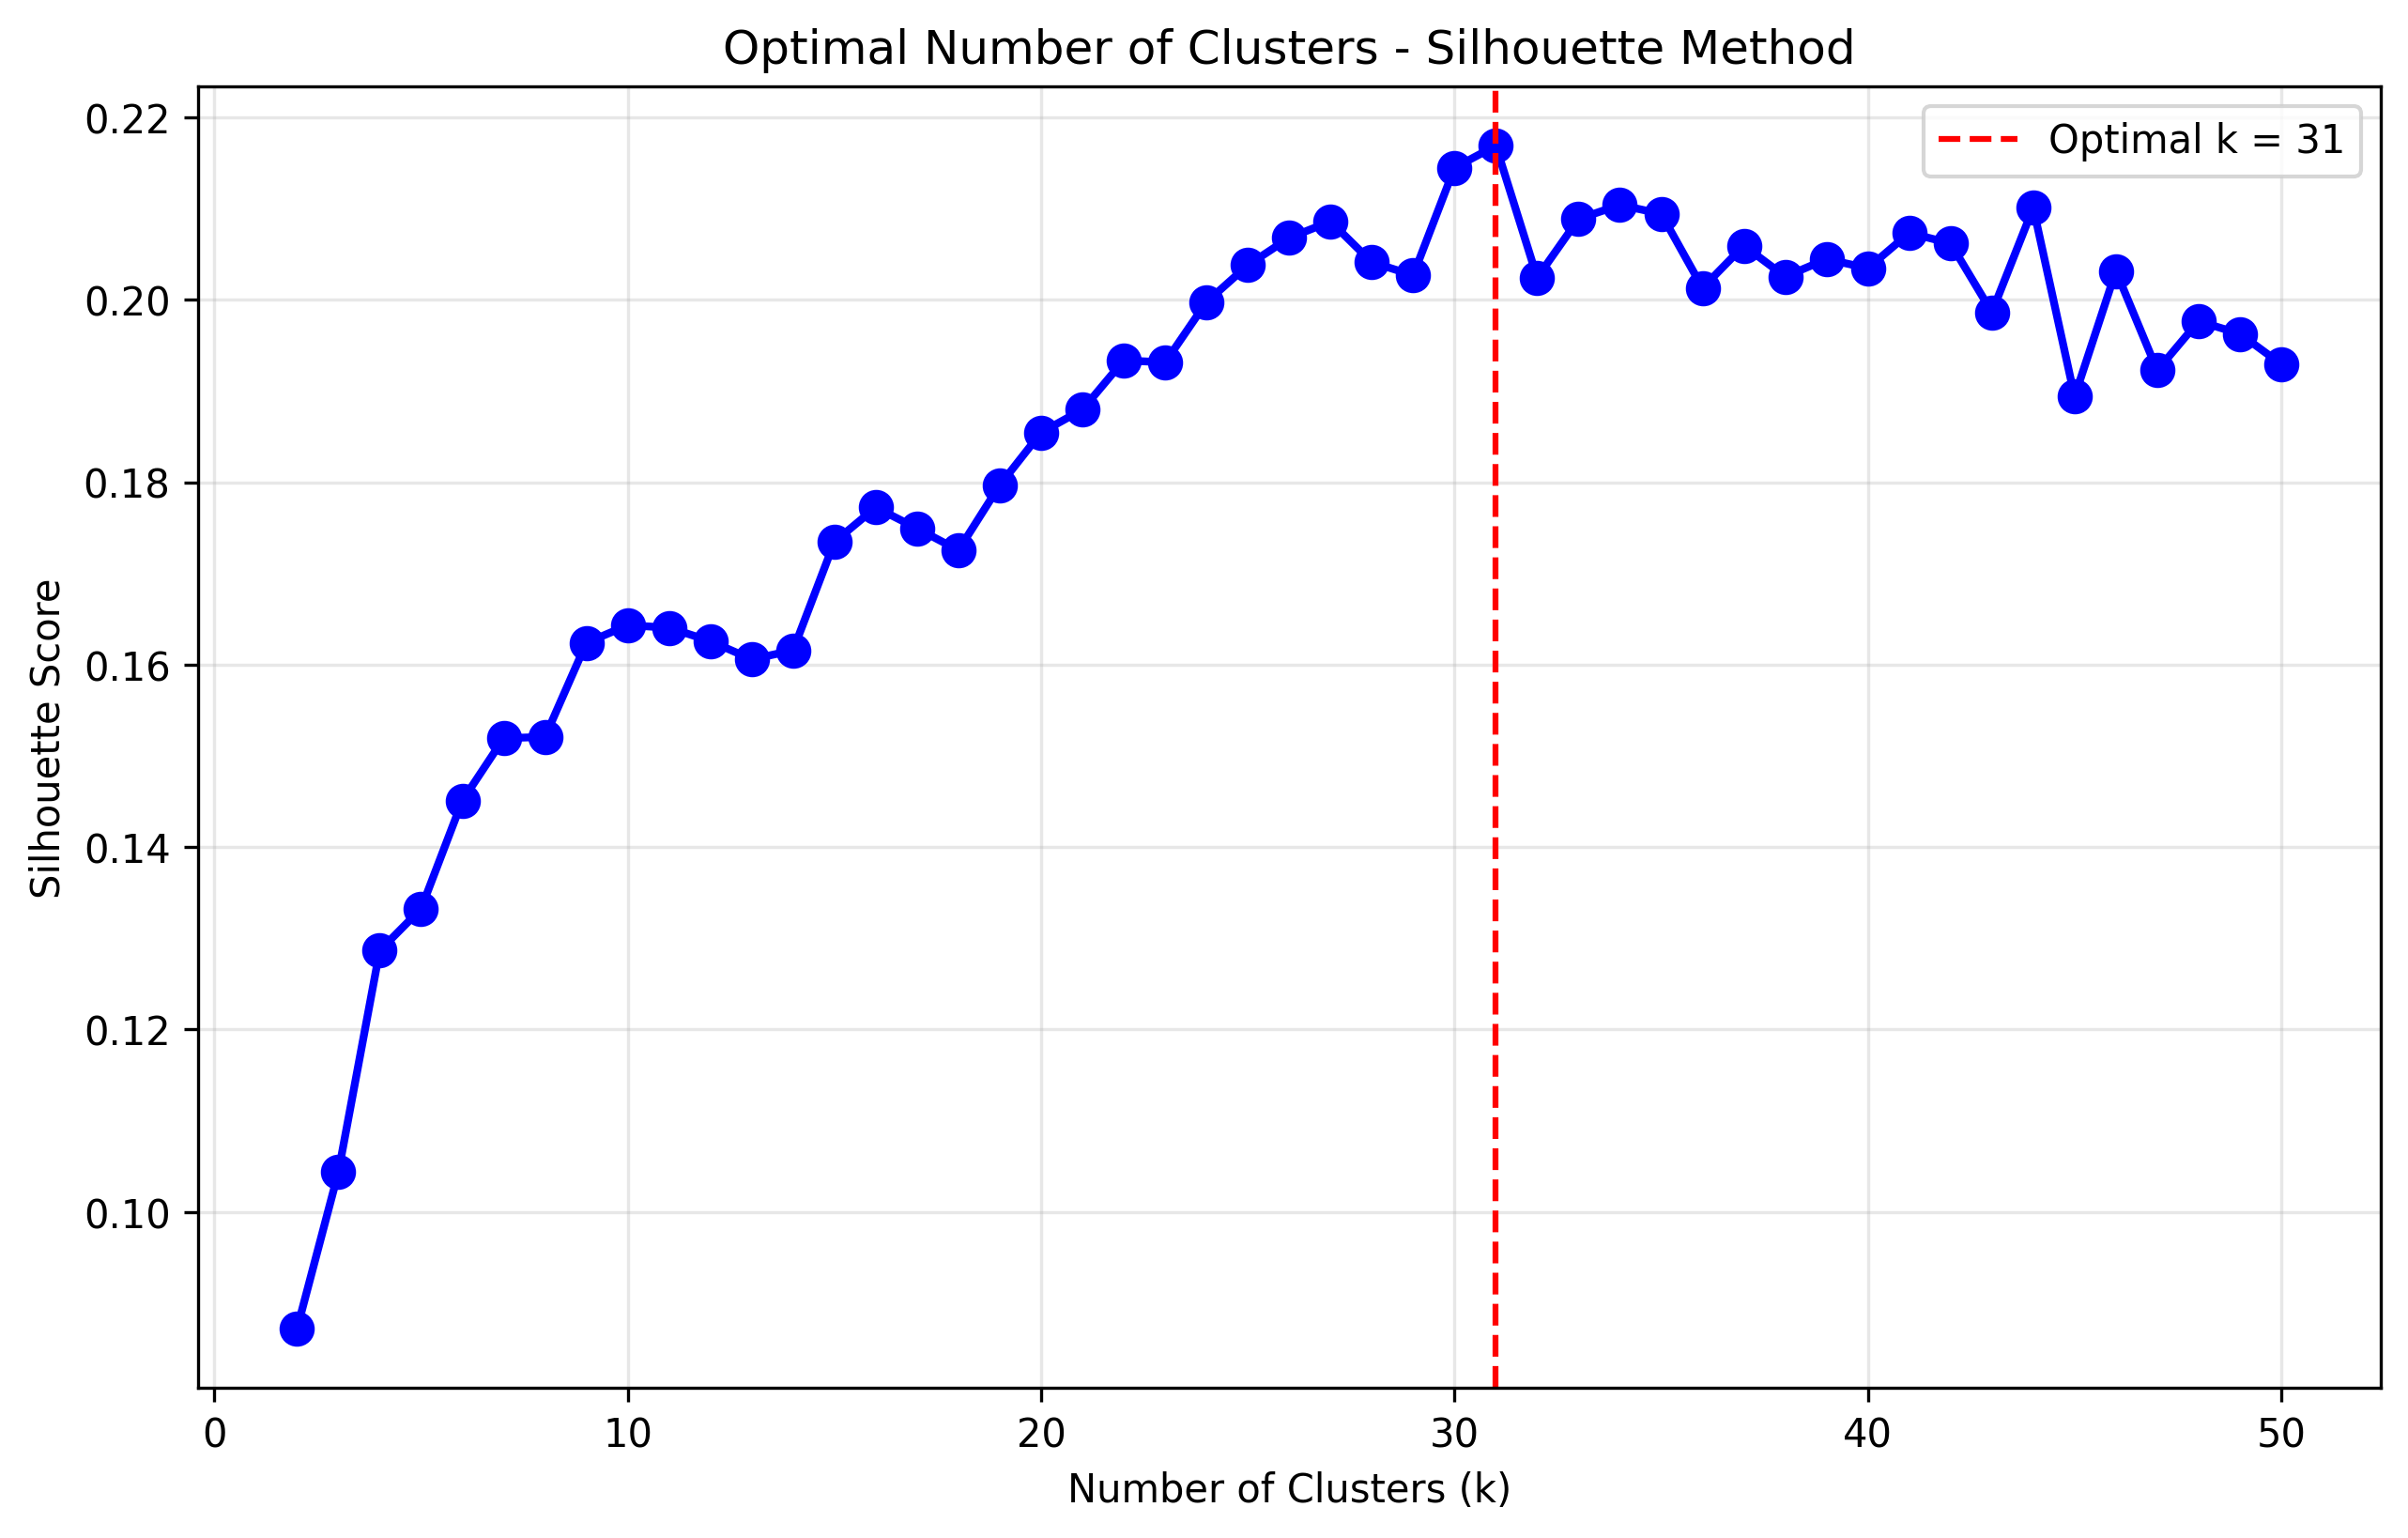 Optimal Number of Clusters - Silhouette Method
Optimal k = 31
Silhouette Score
0.22
0.20
0.18
0.16
0.14
0.12
0.10
0 10 20 30 40 50
Number of Clusters (k)